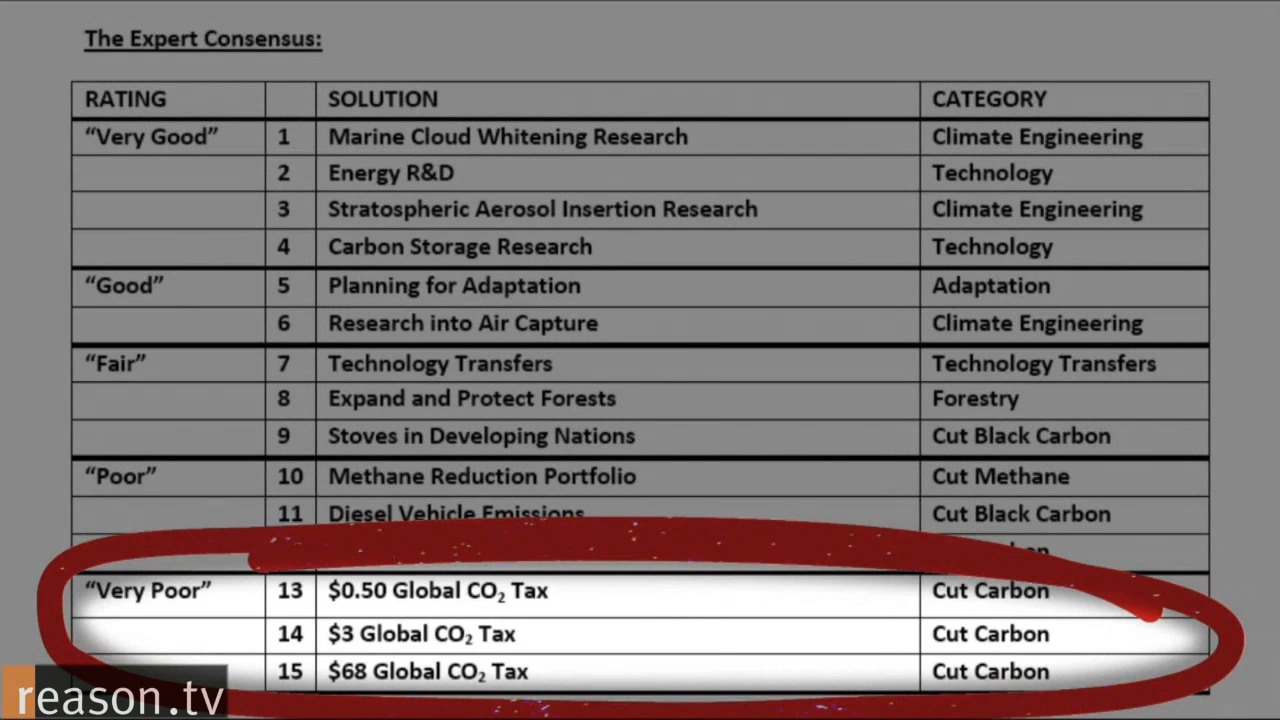 The Expert Consensus:
RATING SOLUTION CATEGORY
“Very Good” 1 Marine Cloud Whitening Research Climate Engineering
2 Energy R&D Technology
3 Stratospheric Aerosol Insertion Research Climate Engineering
4 Carbon Storage Research Technology
“Good” 5 Planning for Adaptation Adaptation
6 Research into Air Capture Climate Engineering
“Fair” 7 Technology Transfers Technology Transfers
8 Expand and Protect Forests Forestry
9 Stoves in Developing Nations Cut Black Carbon
“Poor” 10 Methane Reduction Portfolio Cut Methane
11 Diesel Vehicle Emissions Cut Black Carbon
“Very Poor” 13 $0.50 Global CO₂ Tax Cut Carbon
14 $3 Global CO₂ Tax Cut Carbon
15 $68 Global CO₂ Tax Cut Carbon
reason.tv